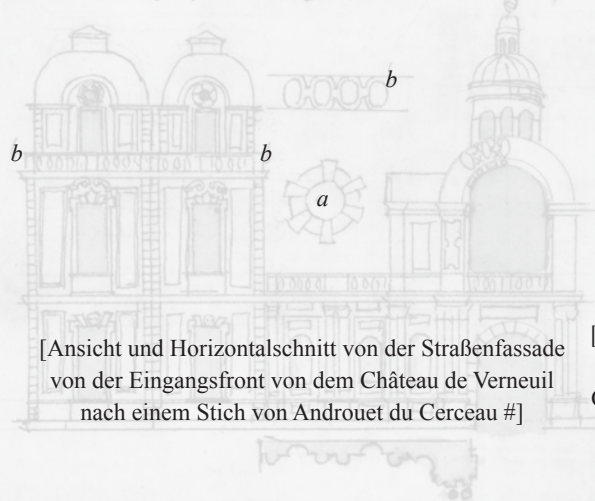 b
b
b
a
[Ansicht und Horizontalschnitt von der Straßenfassade
von der Eingangsfront von dem Château de Verneuil
nach einem Stich von Androuet du Cerceau #]
[